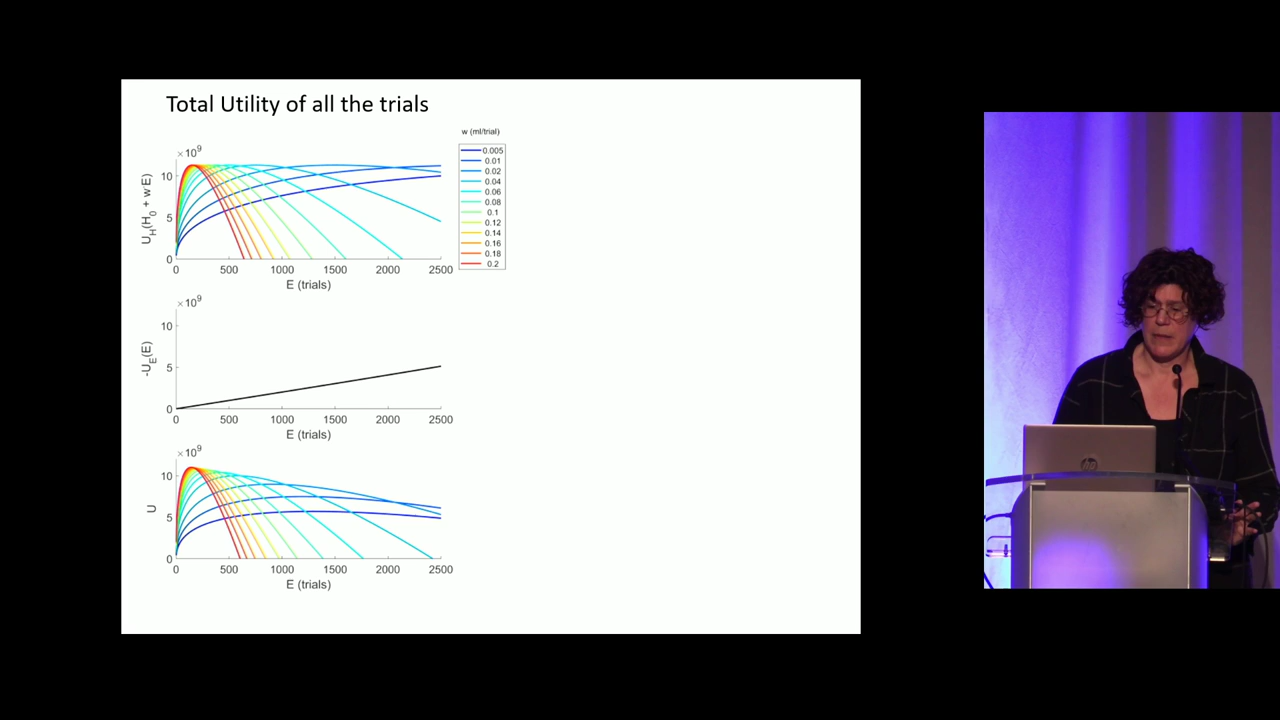 Total Utility of all the trials
w (ml/trial)
0.005
0.01
0.02
0.04
0.06
0.08
0.1
0.12
0.14
0.16
0.18
0.2
×10⁹
U_H(H_0 + w E)
10
5
0
0 500 1000 1500 2000 2500
E (trials)
×10⁹
-U_E(E)
10
5
0
0 500 1000 1500 2000 2500
E (trials)
×10⁹
U
10
5
0
0 500 1000 1500 2000 2500
E (trials)
hp